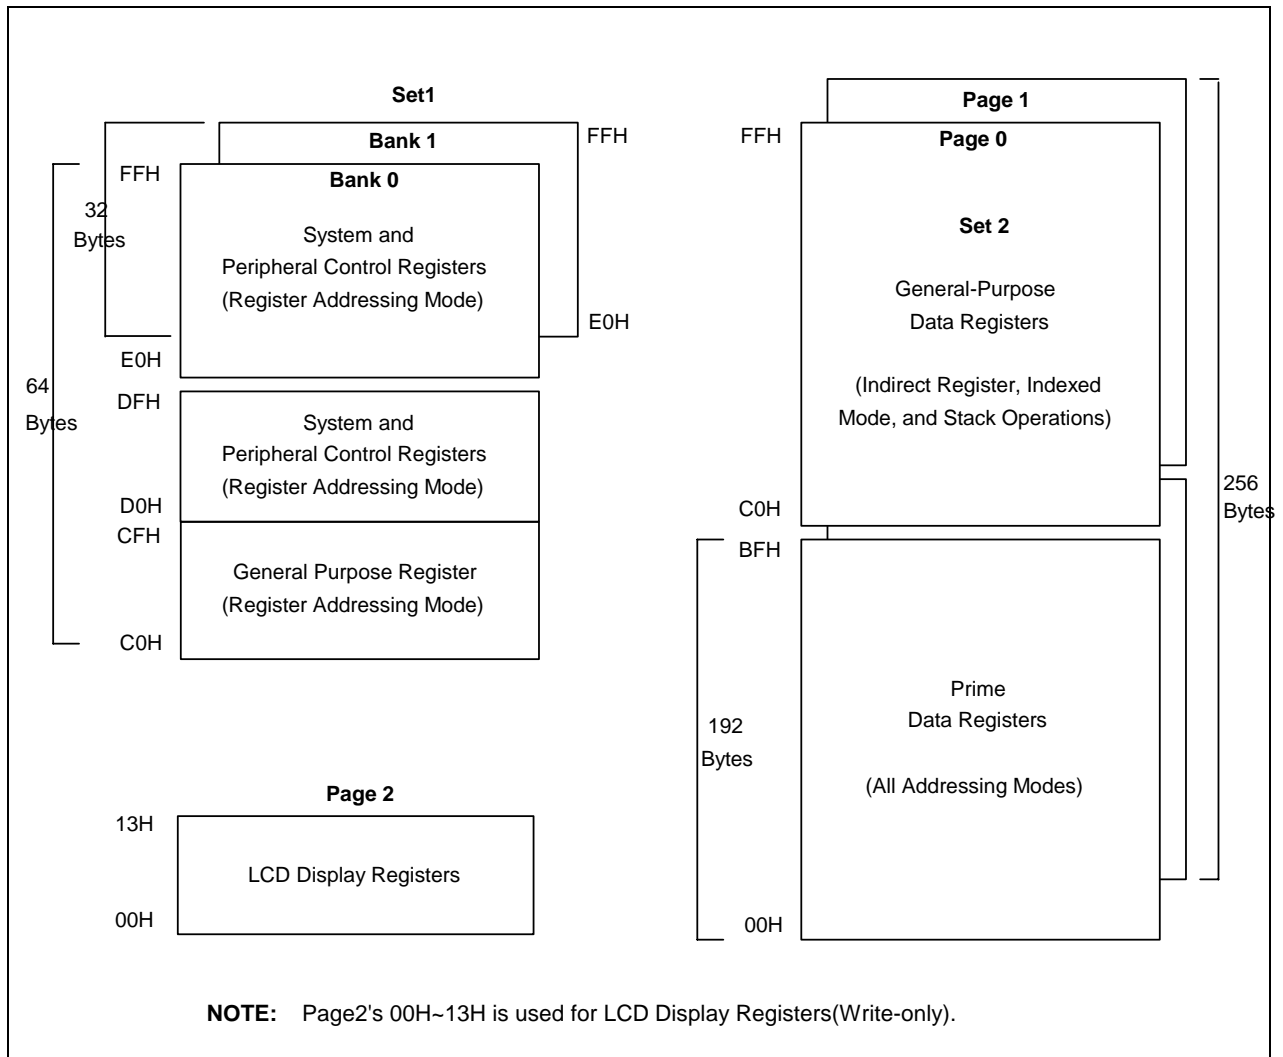 Set1
Bank 1
Bank 0
FFH
FFH
32
Bytes
System and
Peripheral Control Registers
(Register Addressing Mode)
E0H
E0H
64
Bytes
DFH
System and
Peripheral Control Registers
(Register Addressing Mode)
D0H
CFH
General Purpose Register
(Register Addressing Mode)
C0H
Page 2
13H
LCD Display Registers
00H
Page 1
FFH
Page 0
Set 2
General-Purpose
Data Registers
(Indirect Register, Indexed
Mode, and Stack Operations)
C0H
256
Bytes
BFH
192
Bytes
Prime
Data Registers
(All Addressing Modes)
00H
NOTE: Page2's 00H~13H is used for LCD Display Registers(Write-only).